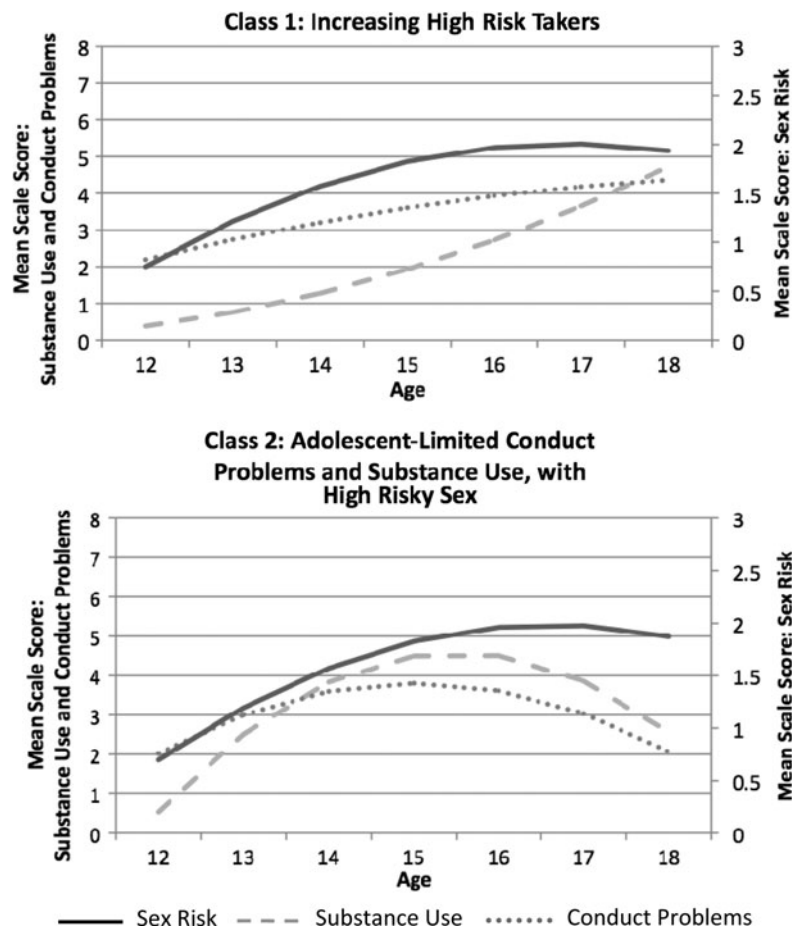 Class 1: Increasing High Risk Takers
Mean Scale Score:
Substance Use and Conduct Problems
8
7
6
5
4
3
2
1
0
3
2.5
2
1.5
1
0.5
0
Mean Scale Score: Sex Risk
12 13 14 15 16 17 18
Age
Class 2: Adolescent-Limited Conduct
Problems and Substance Use, with
High Risky Sex
Mean Scale Score:
Substance Use and Conduct Problems
8
7
6
5
4
3
2
1
0
3
2.5
2
1.5
1
0.5
0
Mean Scale Score: Sex Risk
12 13 14 15 16 17 18
Age
Sex Risk Substance Use Conduct Problems